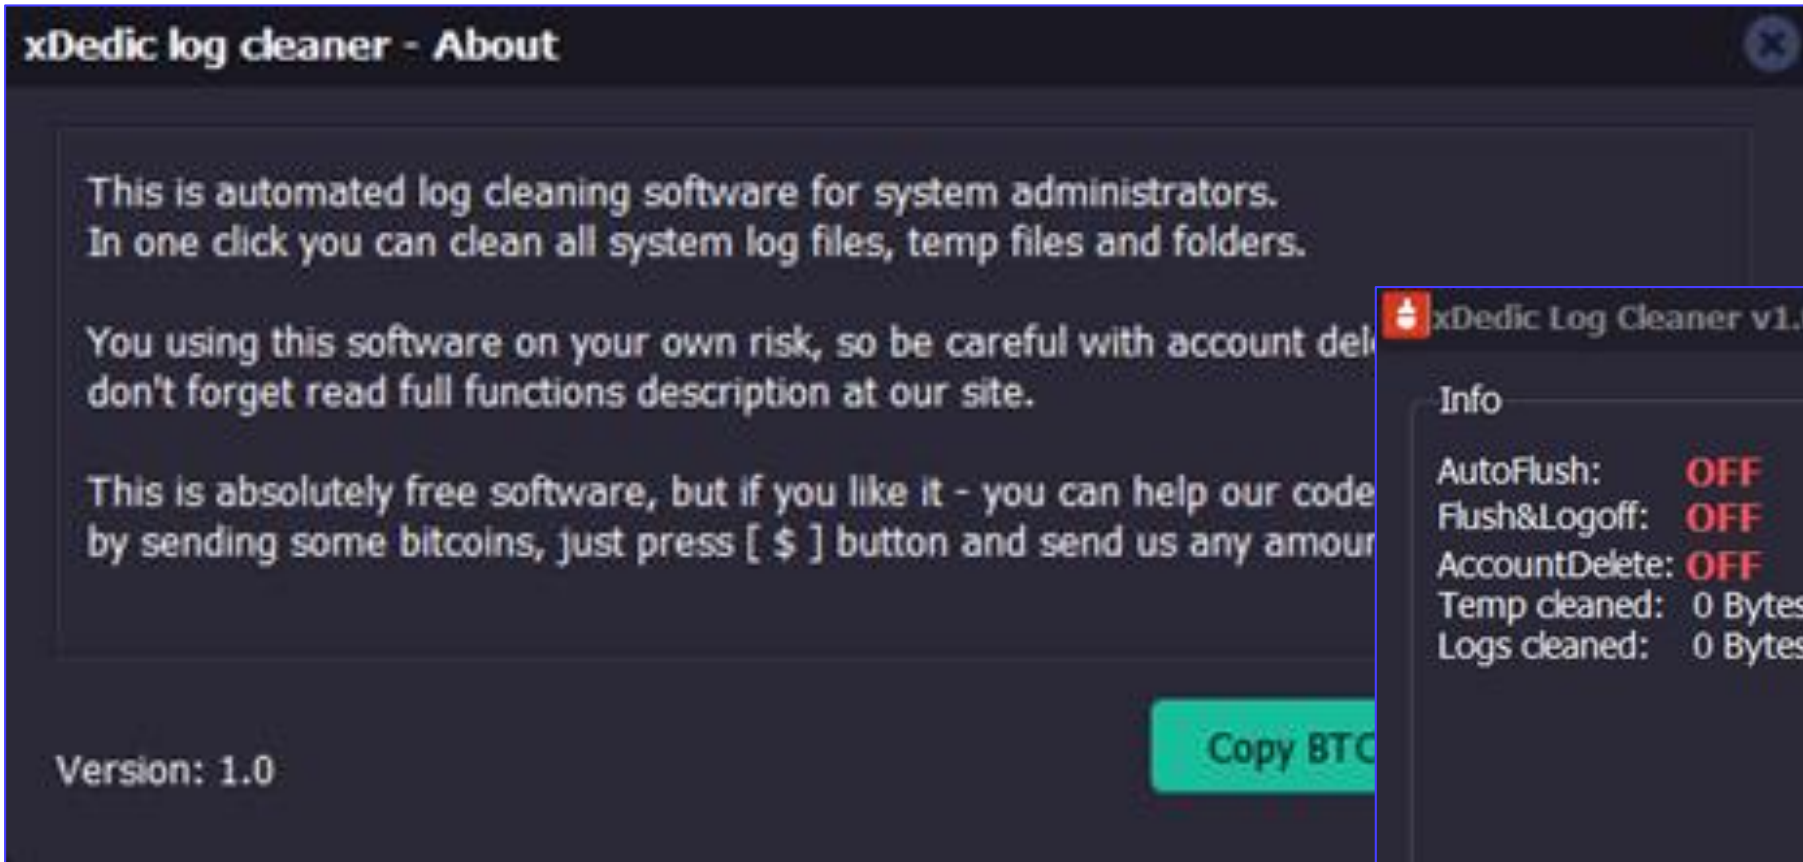 xDedic log cleaner - About
This is automated log cleaning software for system administrators.
In one click you can clean all system log files, temp files and folders.
You using this software on your own risk, so be careful with account
don't forget read full functions description at our site.
This is absolutely free software, but if you like it - you can help our
by sending some bitcoins, just press [ $ ] button and send us any
Version: 1.0
Copy BTC
xDedic Log Cleaner
Info
AutoFlush: OFF
Flush&Logoff: OFF
AccountDelete: OFF
Temp cleaned: 0 Bytes
Logs cleaned: 0 Bytes